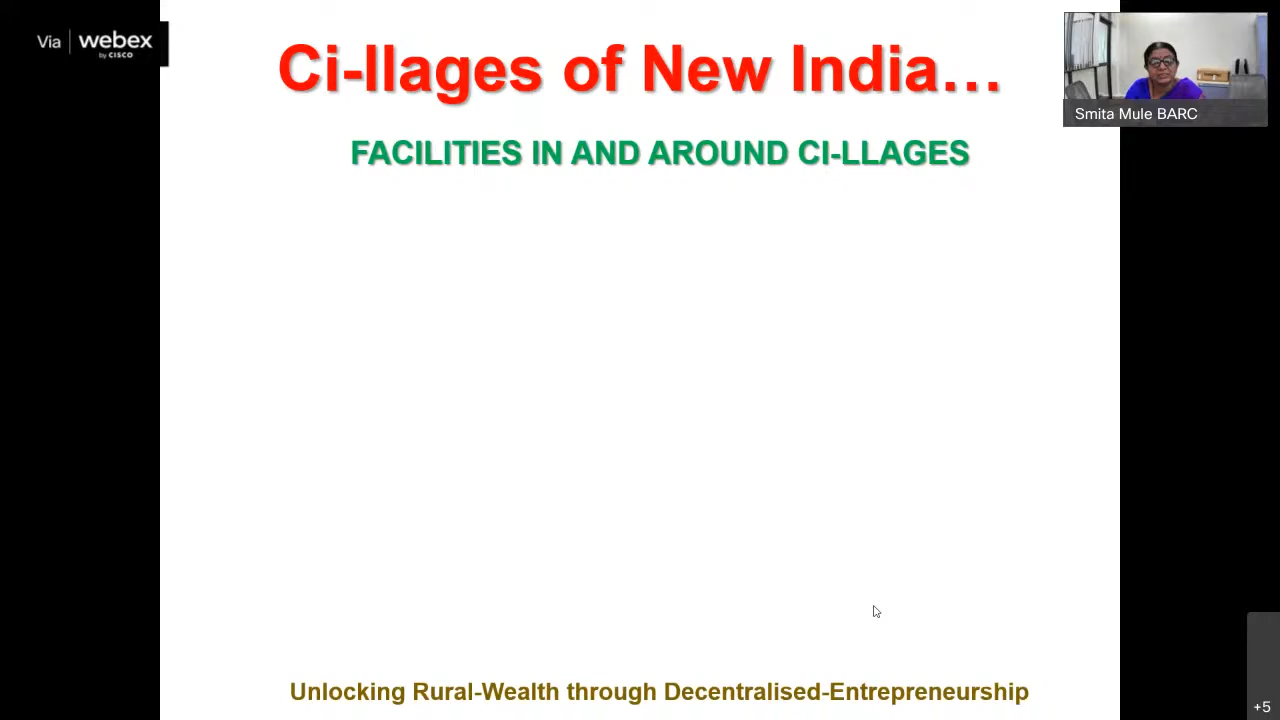 Via webex
by CISCO
Ci-llages of New India...
Smita Mule BARC
FACILITIES IN AND AROUND CI-LLAGES
Unlocking Rural-Wealth through Decentralised-Entrepreneurship
+5